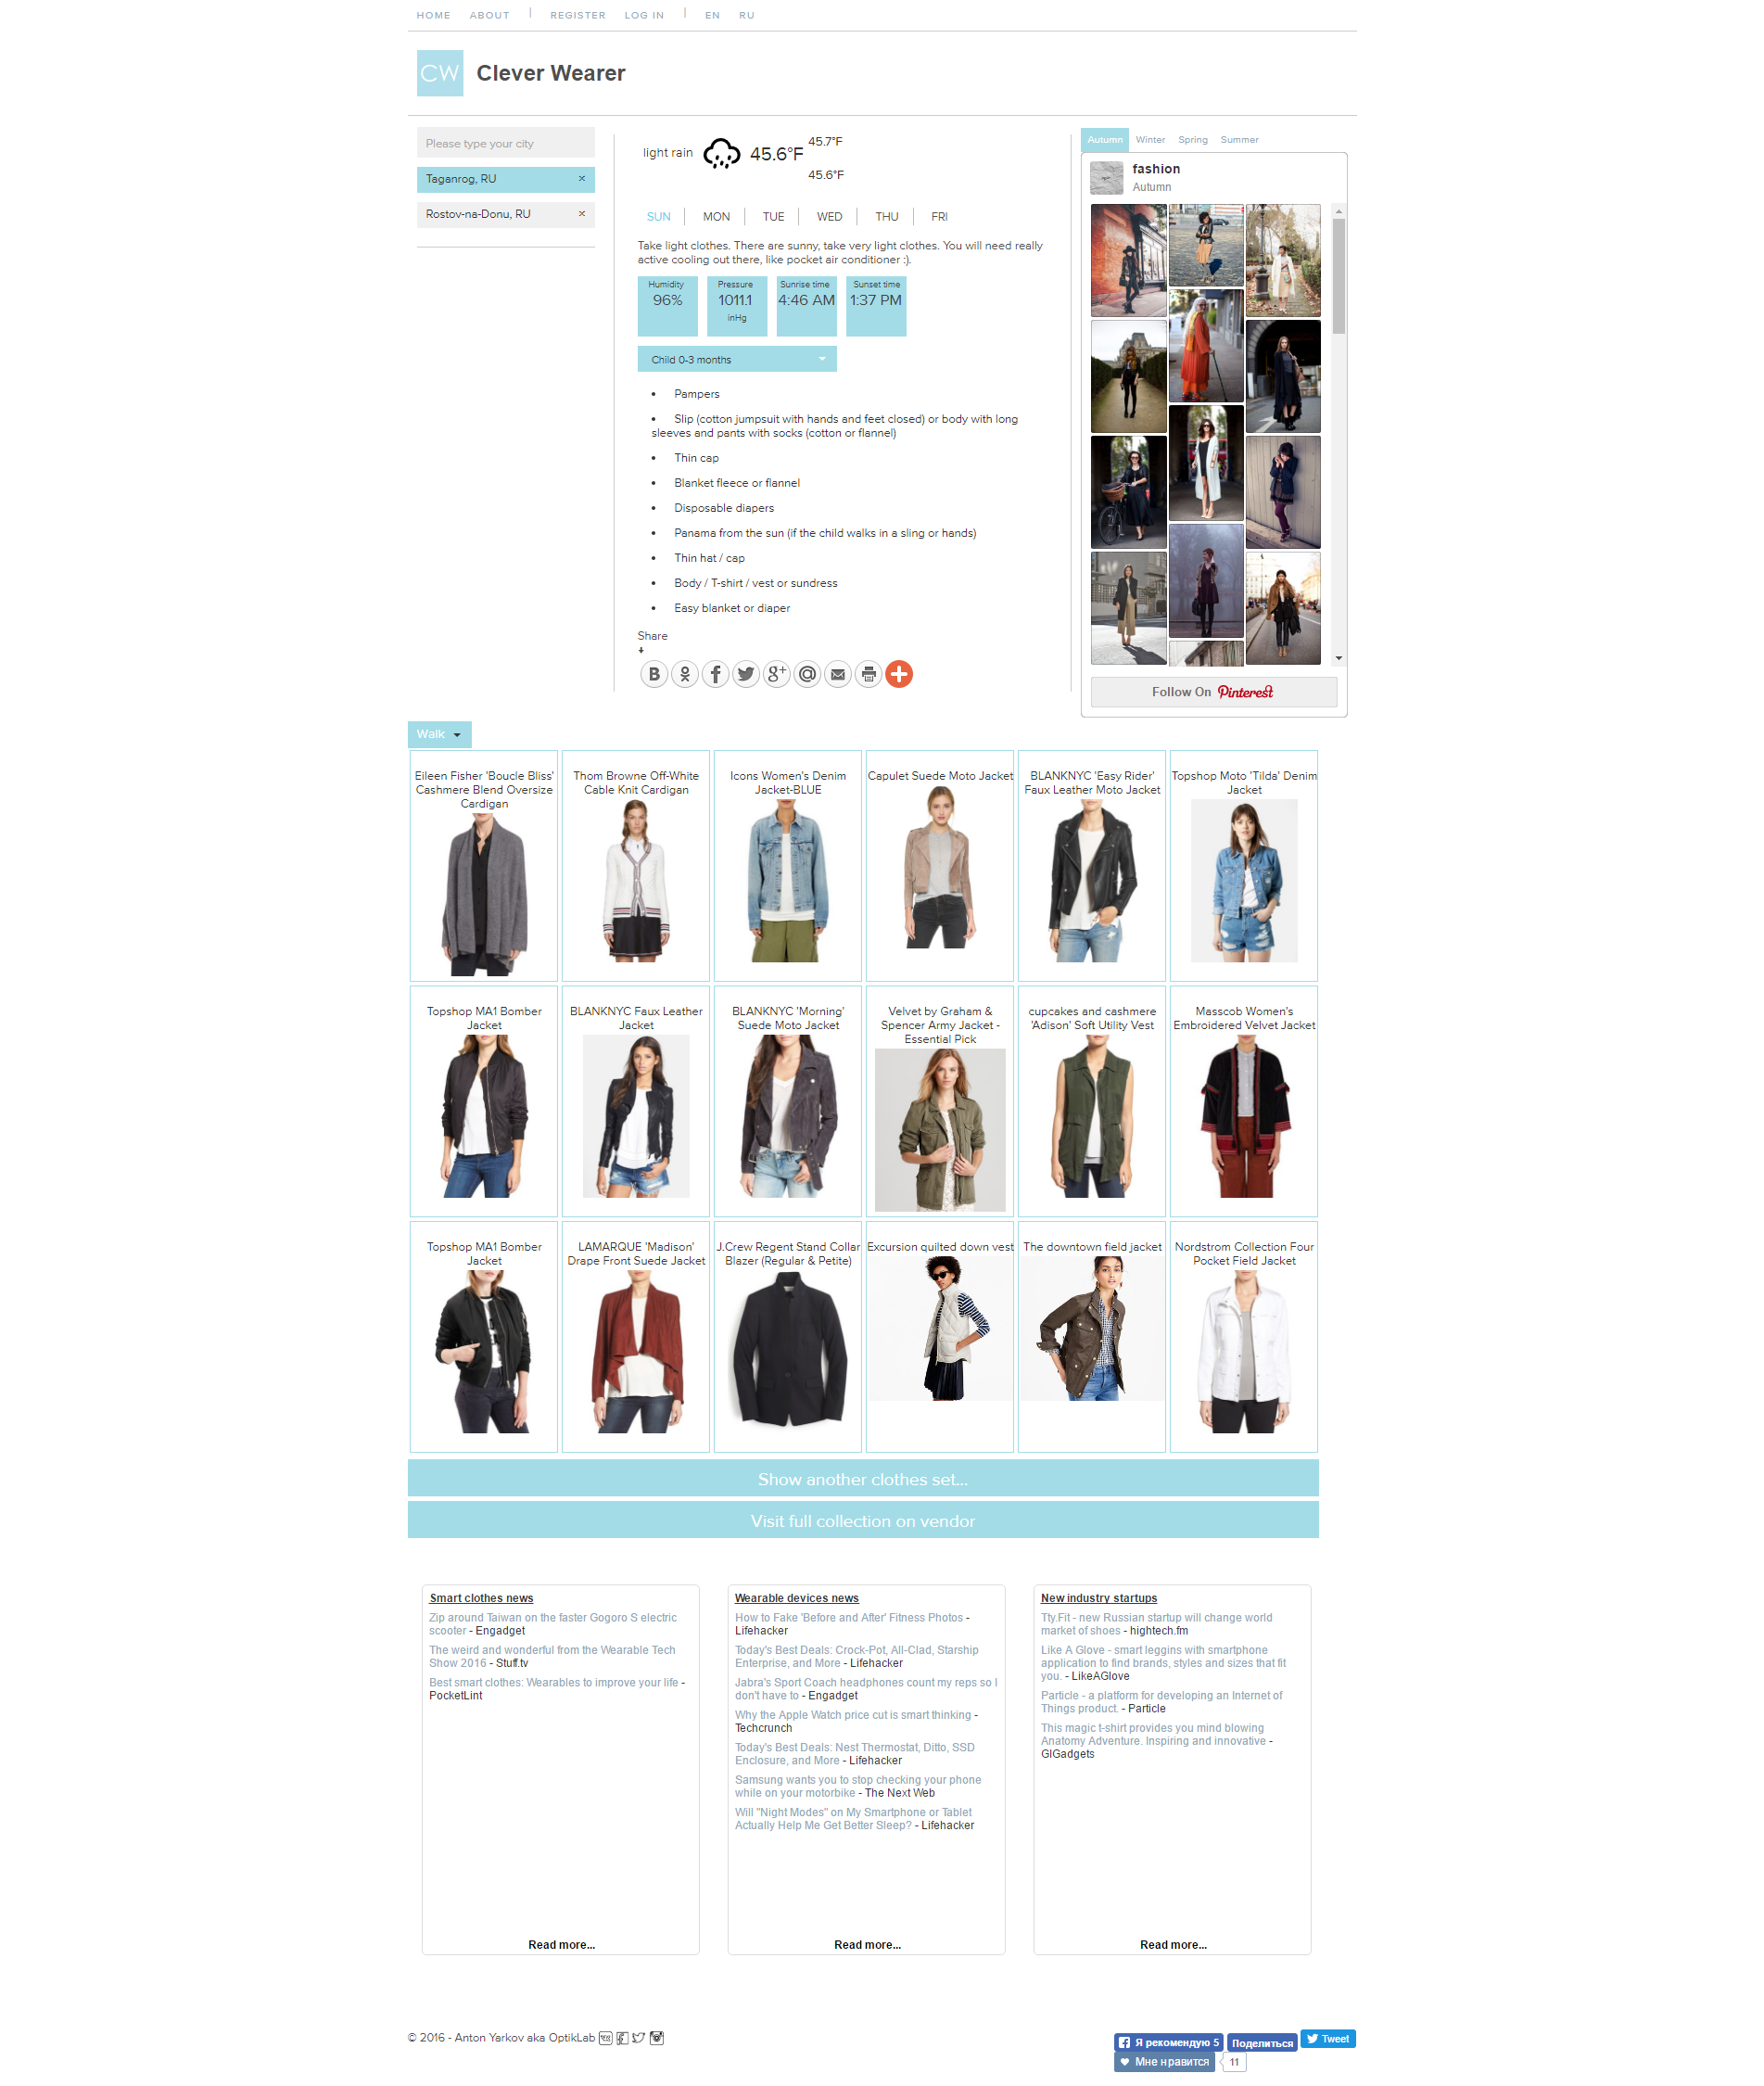 HOME ABOUT | REGISTER LOG IN | EN RU
CW Clever Wearer
Please type your city
Taganrog, RU ×
Rostov-na-Donu, RU ×
light rain 45.6°F
45.7°F
45.6°F
SUN MON TUE WED THU FRI
Take light clothes. There are sunny, take very light clothes. You will need really
active cooling out there, like pocket air conditioner :).
Humidity
96%
Pressure
1011.1
inHg
Sunrise time
4:46 AM
Sunset time
1:37 PM
Child 0-3 months
• Pampers
• Slip (cotton jumpsuit with hands and feet closed) or body with long
sleeves and pants with socks (cotton or flannel)
• Thin cap
• Blanket fleece or flannel
• Disposable diapers
• Panama from the sun (if the child walks in a sling or hands)
• Thin hat / cap
• Body / T-shirt / vest or sundress
• Easy blanket or diaper
Share
Autumn Winter Spring Summer
fashion
Autumn
Follow On Pinterest
Walk
Eileen Fisher 'Boucle Bliss'
Cashmere Blend Oversize
Cardigan
Thom Browne Off-White
Cable Knit Cardigan
Icons Women's Denim
Jacket-BLUE
Capulet Suede Moto Jacket
BLANKNYC 'Easy Rider'
Faux Leather Moto Jacket
Topshop Moto 'Tilda' Denim
Jacket
Topshop MA1 Bomber
Jacket
BLANKNYC Faux Leather
Jacket
BLANKNYC 'Morning'
Suede Moto Jacket
Velvet by Graham &
Spencer Army Jacket -
Essential Pick
cupcakes and cashmere
'Adison' Soft Utility Vest
Masscob Women's
Embroidered Velvet Jacket
Topshop MA1 Bomber
Jacket
LAMARQUE 'Madison'
Drape Front Suede Jacket
J.Crew Regent Stand Collar
Blazer (Regular & Petite)
Excursion quilted down vest
The downtown field jacket
Nordstrom Collection Four
Pocket Field Jacket
Show another clothes set...
Visit full collection on vendor
Smart clothes news
Zip around Taiwan on the faster Gogoro S electric
scooter - Engadget
The weird and wonderful from the Wearable Tech
Show 2016 - Stuff.tv
Best smart clothes: Wearables to improve your life -
PocketLint
Read more...
Wearable devices news
How to Fake 'Before and After' Fitness Photos -
Lifehacker
Today's Best Deals: Crock-Pot, All-Clad, Starship
Enterprise, and More - Lifehacker
Jabra's Sport Coach headphones count my reps so I
don't have to - Engadget
Why the Apple Watch price cut is smart thinking -
Techcrunch
Today's Best Deals: Nest Thermostat, Ditto, SSD
Enclosure, and More - Lifehacker
Samsung wants you to stop checking your phone
while on your motorbike - The Next Web
Will "Night Modes" on My Smartphone or Tablet
Actually Help Me Get Better Sleep? - Lifehacker
Read more...
New industry startups
Tty.Fit - new Russian startup will change world
market of shoes - hightech.fm
Like A Glove - smart leggins with smartphone
application to find brands, styles and sizes that fit
you. - LikeAGlove
Particle - a platform for developing an Internet of
Things product. - Particle
This magic t-shirt provides you mind blowing
Anatomy Adventure. Inspiring and innovative -
GIGadgets
Read more...
© 2016 - Anton Yarkov aka OptikLab
Я рекомендую 5 Поделиться Tweet
Мне нравится 11